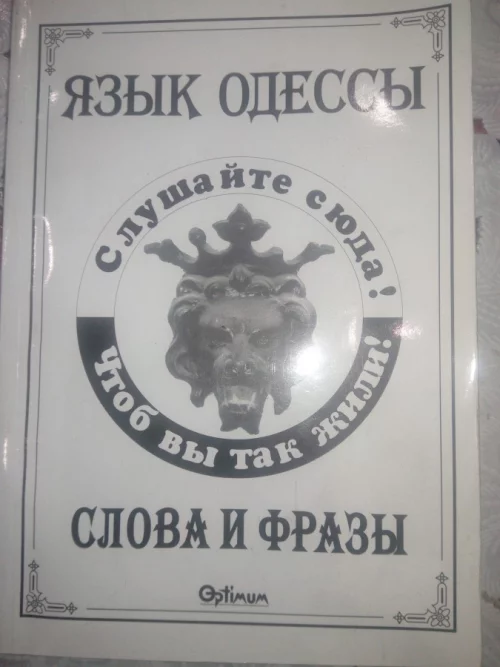 ЯЗЫК ОДЕССЫ
Слушайте сюда!
Чтоб вы так жили!
СЛОВА И ФРАЗЫ
Optimum